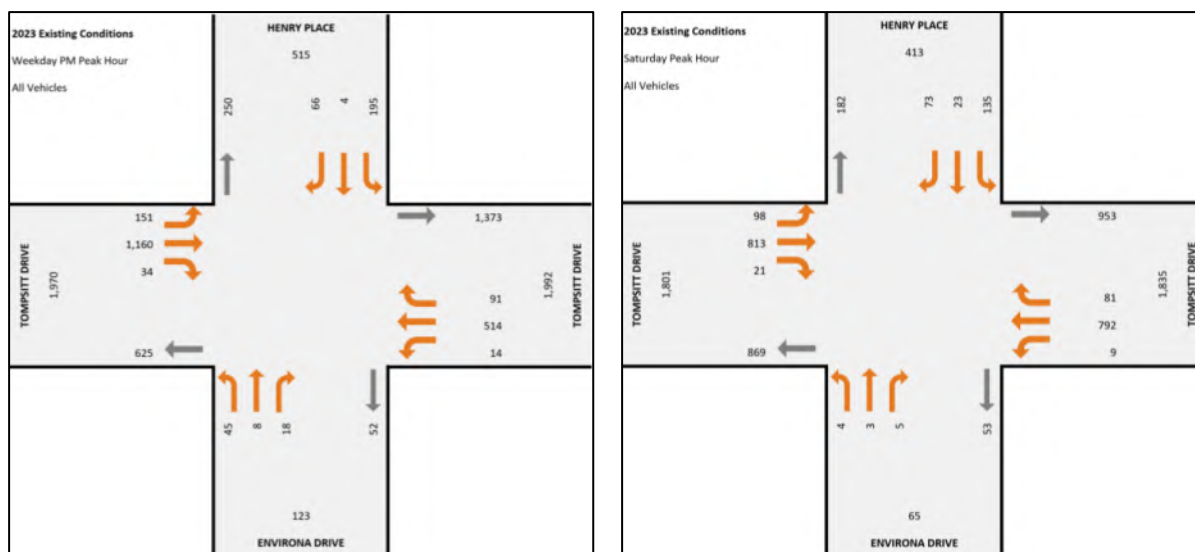 2023 Existing Conditions
Weekday PM Peak Hour
All Vehicles
HENRY PLACE
515
250
66
4
195
151
1,160
34
1,373
TOMPSITT DRIVE
1,970
91
514
14
1,992
TOMPSITT DRIVE
625
45
8
18
52
123
ENVIRONA DRIVE
2023 Existing Conditions
Saturday Peak Hour
All Vehicles
HENRY PLACE
413
182
73
23
135
98
813
21
953
TOMPSITT DRIVE
1,801
81
792
9
1,835
TOMPSITT DRIVE
869
4
3
5
53
65
ENVIRONA DRIVE